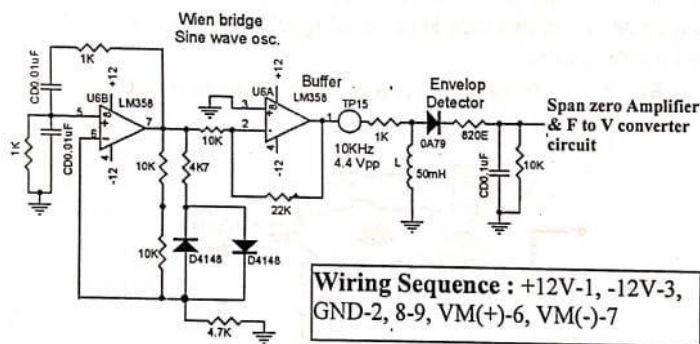 Wien bridge
Sine wave osc.
CD0.01uF
1K
+12
U6B
LM358
8
5
+
6
-
7
4
-12
CD0.01uF
1K
10K
4K7
10K
D4148
D4148
4.7K
10K
+12
U6A
Buffer
LM358
3
8
+
2
-
1
4
-12
22K
TP15
10KHz
4.4 Vpp
1K
L
50mH
Envelop
Detector
0A79
820E
CD0.1uF
10K
Span zero Amplifier
& F to V converter
circuit
Wiring Sequence : +12V-1, -12V-3,
GND-2, 8-9, VM(+)-6, VM(-)-7